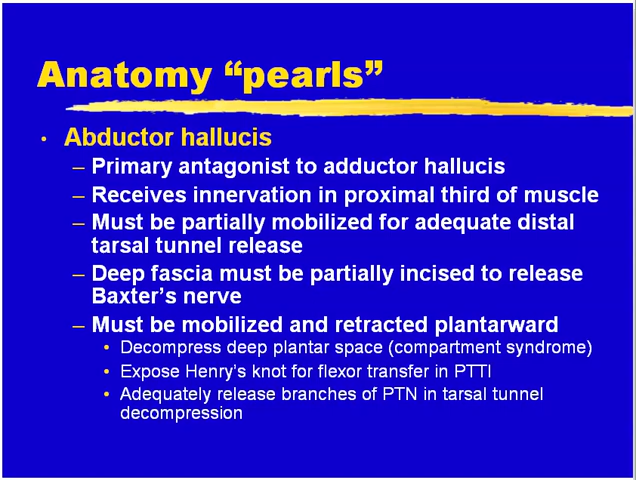 Anatomy “pearls”
• Abductor hallucis
– Primary antagonist to adductor hallucis
– Receives innervation in proximal third of muscle
– Must be partially mobilized for adequate distal
tarsal tunnel release
– Deep fascia must be partially incised to release
Baxter’s nerve
– Must be mobilized and retracted plantarward
• Decompress deep plantar space (compartment syndrome)
• Expose Henry’s knot for flexor transfer in PTTI
• Adequately release branches of PTN in tarsal tunnel
decompression